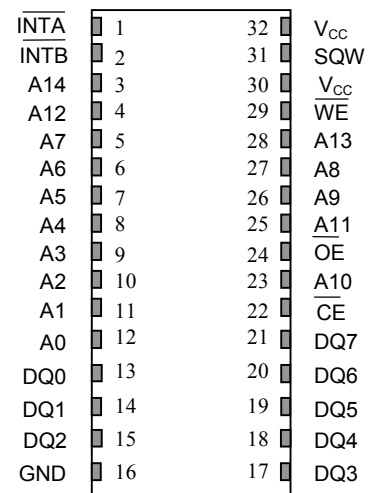 INTA 1 32 VCC
INTB 2 31 SQW
A14 3 30 VCC
A12 4 29 WE
A7 5 28 A13
A6 6 27 A8
A5 7 26 A9
A4 8 25 A11
A3 9 24 OE
A2 10 23 A10
A1 11 22 CE
A0 12 21 DQ7
DQ0 13 20 DQ6
DQ1 14 19 DQ5
DQ2 15 18 DQ4
GND 16 17 DQ3